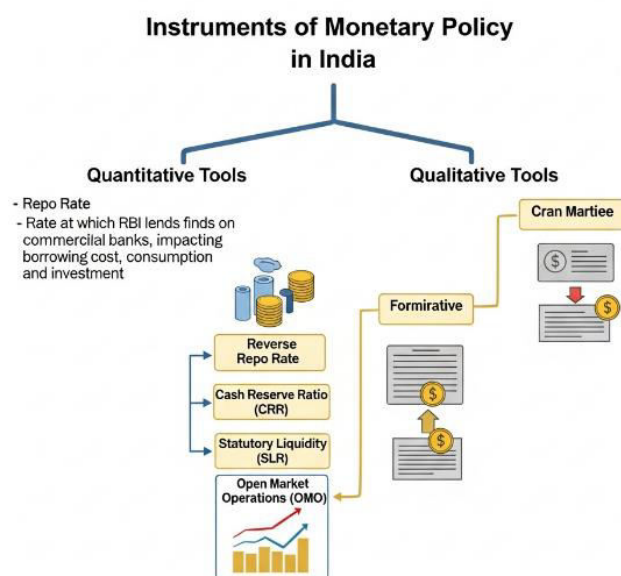 Instruments of Monetary Policy
in India
Quantitative Tools
- Repo Rate
- Rate at which RBI lends finds on
commercilal banks, impacting
borrowing cost, consumption
and investment
Reverse
Repo Rate
Cash Reserve Ratio
(CRR)
Statutory Liquidity
(SLR)
Open Market
Operations (OMO)
Qualitative Tools
Cran Martiee
$
$
Formirative
$
$